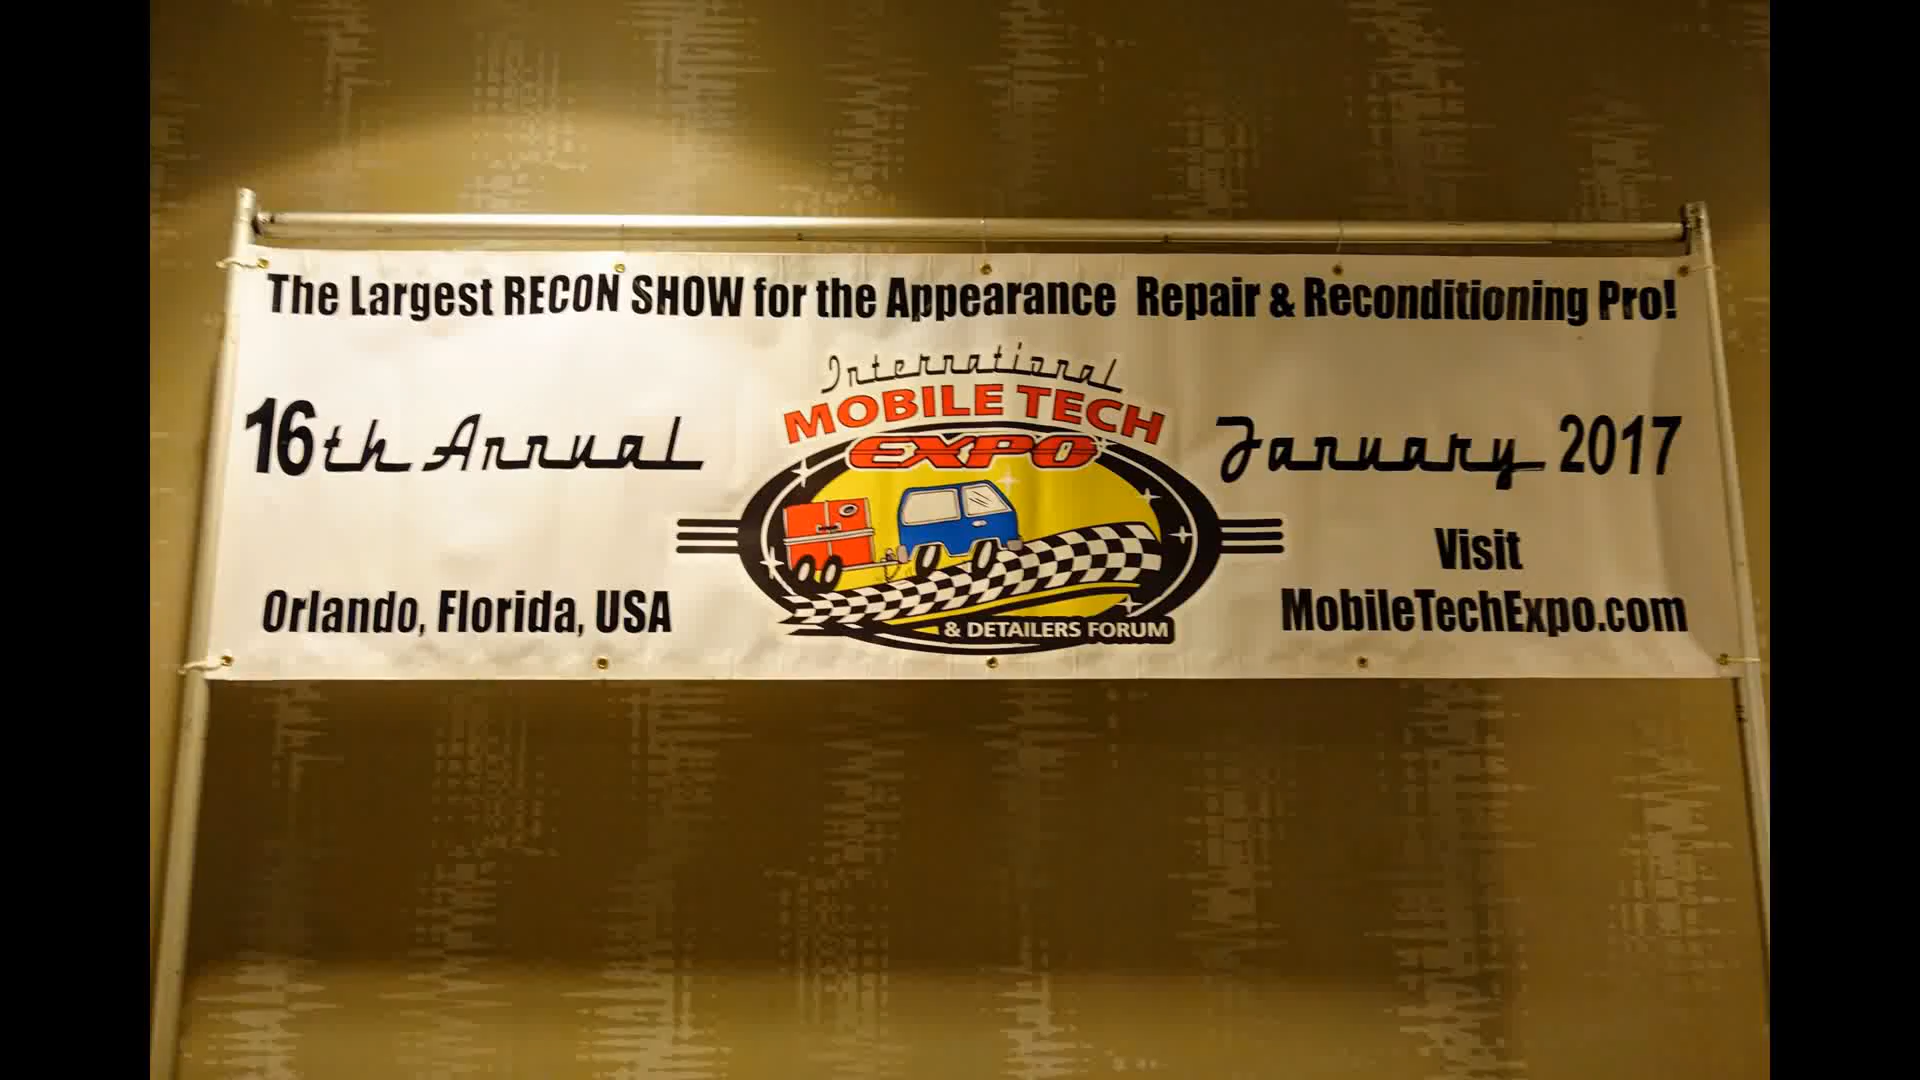 The Largest RECON SHOW for the Appearance Repair & Reconditioning Pro!
16th Annual
International
MOBILE TECH
EXPO
& DETAILERS FORUM
January 2017
Orlando, Florida, USA
Visit
MobileTechExpo.com